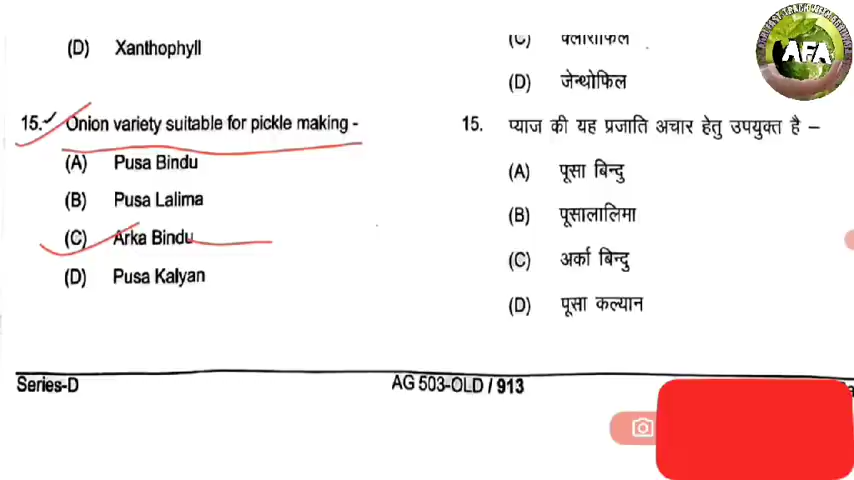 (D) Xanthophyll
(C) क्लोरोफिल
(D) जेन्थोफिल
15. Onion variety suitable for pickle making -
(A) Pusa Bindu
(B) Pusa Lalima
(C) Arka Bindu
(D) Pusa Kalyan
15. प्याज की यह प्रजाति अचार हेतु उपयुक्त है –
(A) पूसा बिन्दु
(B) पूसालालिमा
(C) अर्का बिन्दु
(D) पूसा कल्यान
Series-D
AG 503-OLD / 913
AFA